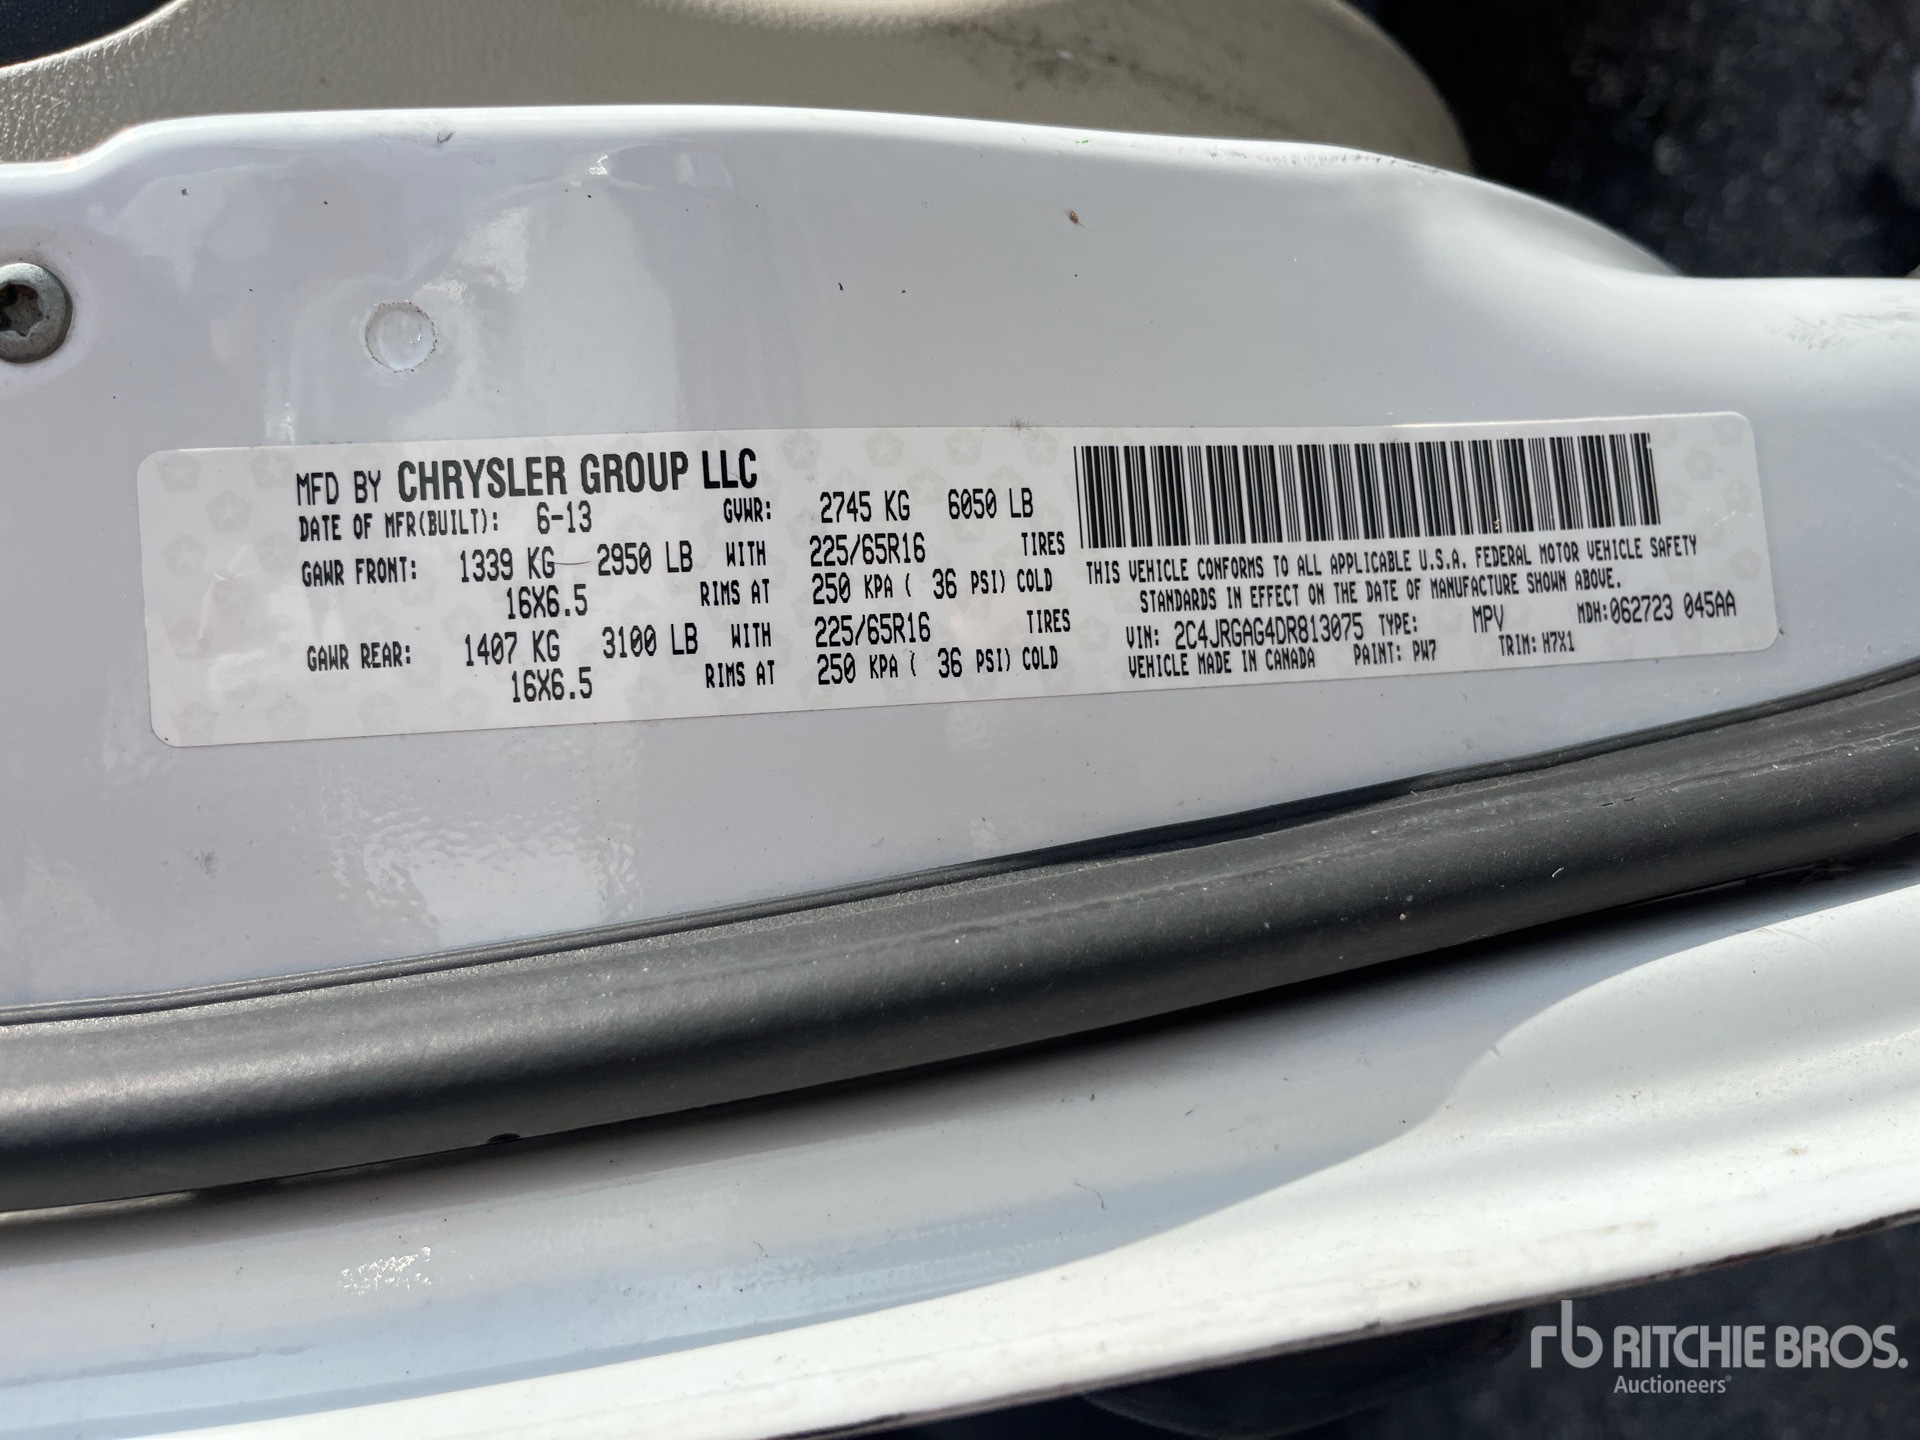 MFD BY CHRYSLER GROUP LLC
DATE OF MFR(BUILT): 6-13 GVWR: 2745 KG 6050 LB
GAWR FRONT: 1339 KG 2950 LB WITH 225/65R16 TIRES
16X6.5 RIMS AT 250 KPA ( 36 PSI) COLD
GAWR REAR: 1407 KG 3100 LB WITH 225/65R16 TIRES
16X6.5 RIMS AT 250 KPA ( 36 PSI) COLD
THIS VEHICLE CONFORMS TO ALL APPLICABLE U.S.A. FEDERAL MOTOR VEHICLE SAFETY
STANDARDS IN EFFECT ON THE DATE OF MANUFACTURE SHOWN ABOVE.
VIN: 2C4JRGAG4DR813075 TYPE: MPV MDH:062723 045AA
VEHICLE MADE IN CANADA PAINT: PW7 TRIM: H7X1
rb RITCHIE BROS.
Auctioneers®